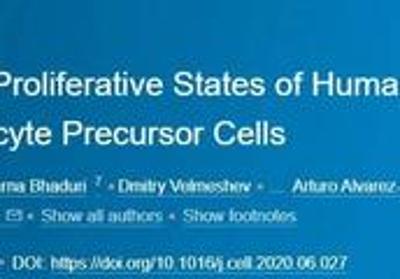 Proliferative States of Huma
cyte Precursor Cells
rna Bhaduri 7 • Dmitry Velmeshev • ... Arturo Alvarez-
• Show all authors • Show footnotes
• DOI: https://doi.org/10.1016/j.cell.2020.06.027